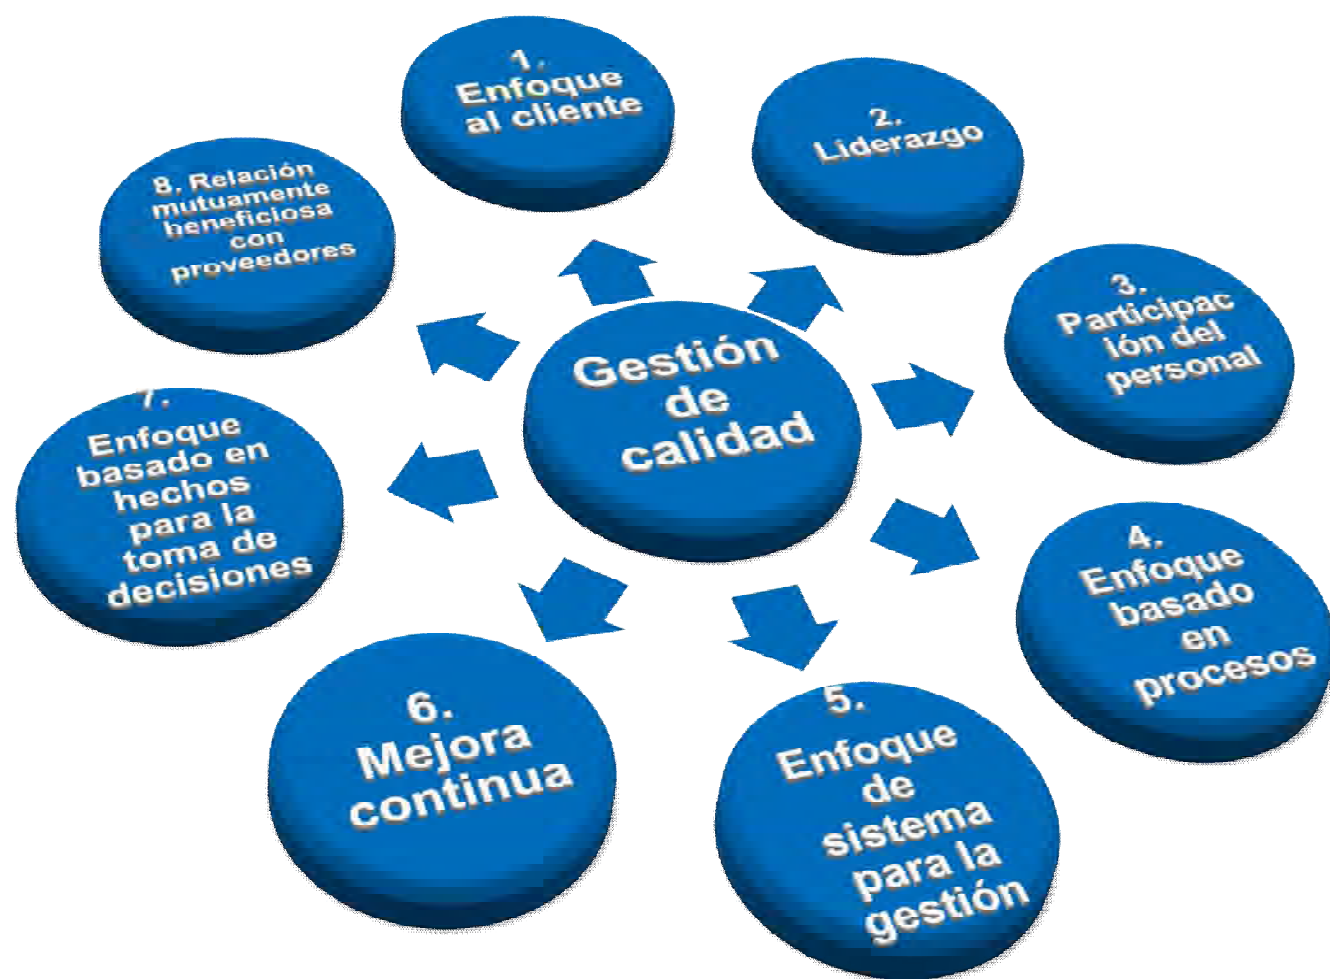 1.
Enfoque
al cliente
2.
Liderazgo
3.
Participac
ión del
personal
4.
Enfoque
basado
en
procesos
5.
Enfoque
de
sistema
para la
gestión
6.
Mejora
continua
7.
Enfoque
basado en
hechos
para la
toma de
decisiones
8. Relación
mutuamente
beneficiosa
con
proveedores
Gestión
de
calidad